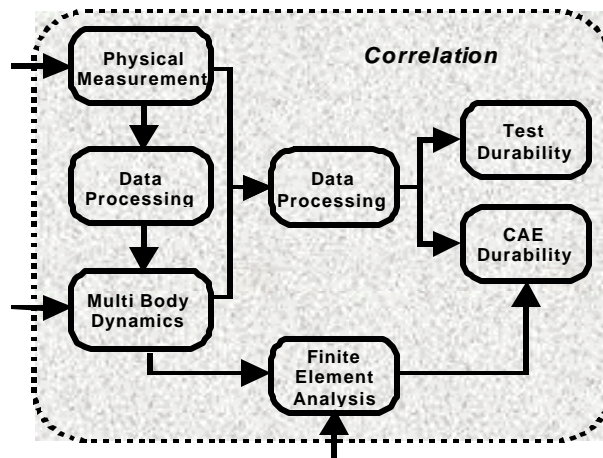 Correlation
Physical
Measurement
Data
Processing
Multi Body
Dynamics
Data
Processing
Finite
Element
Analysis
Test
Durability
CAE
Durability